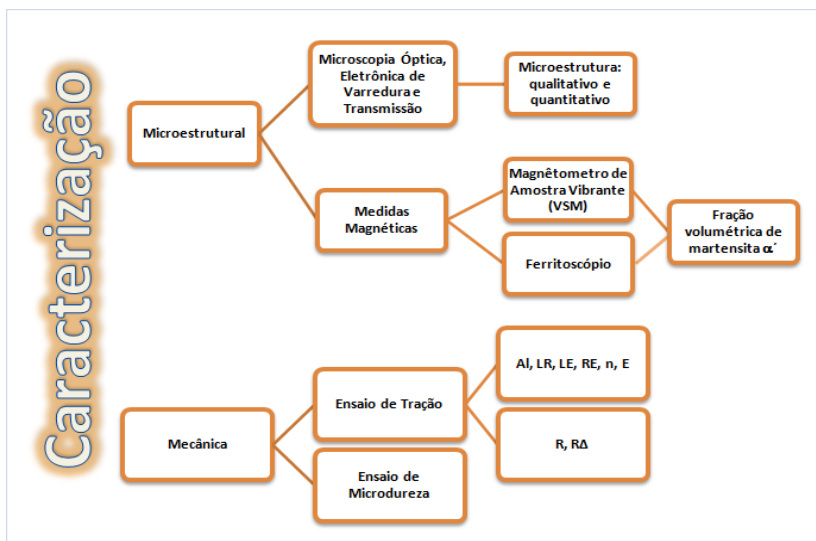 Caracterização
Microestrutural
Microscopia Óptica,
Eletrônica de
Varredura e
Transmissão
Microestrutura:
qualitativo e
quantitativo
Medidas
Magnéticas
Magnêtometro de
Amostra Vibrante
(VSM)
Ferritoscópio
Fração
volumétrica de
martensita α´
Mecânica
Ensaio de Tração
Al, LR, LE, RE, n, E
R, RΔ
Ensaio de
Microdureza